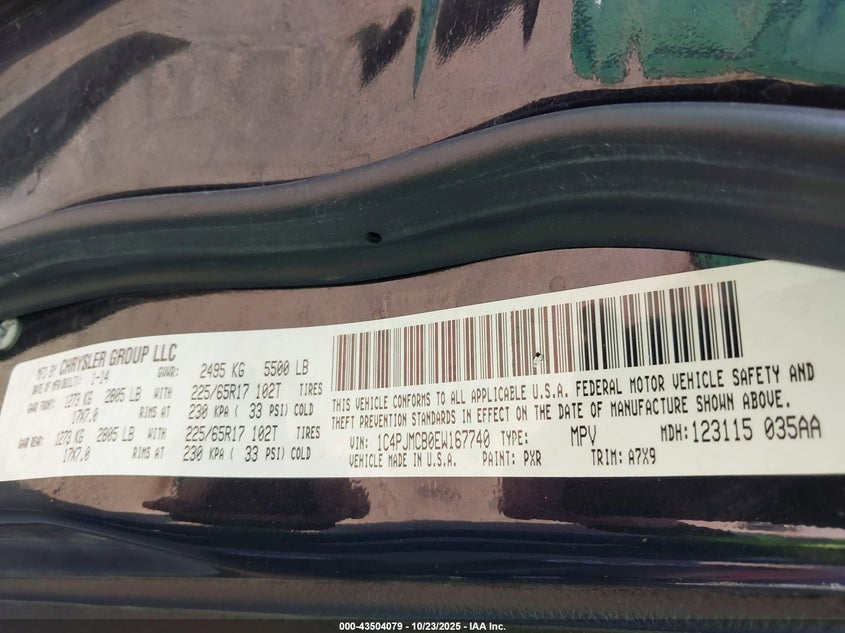 MFD BY CHRYSLER GROUP LLC
DATE OF MFR(BUILT): 1-14 GVWR: 2495 KG 5500 LB
GAWR FRONT: 1273 KG 2805 LB WITH 225/65R17 102T TIRES
17X7.0 RIMS AT 230 KPA ( 33 PSI) COLD
GAWR REAR: 1273 KG 2805 LB WITH 225/65R17 102T TIRES
17X7.0 RIMS AT 230 KPA ( 33 PSI) COLD
THIS VEHICLE CONFORMS TO ALL APPLICABLE U.S.A. FEDERAL MOTOR VEHICLE SAFETY AND
THEFT PREVENTION STANDARDS IN EFFECT ON THE DATE OF MANUFACTURE SHOWN ABOVE.
VIN: 1C4PJMCB0EW167740 TYPE: MPV MDH: 123115 035AA
VEHICLE MADE IN U.S.A. PAINT: PXR TRIM: A7X9
000-43504079 - 10/23/2025 - IAA Inc.